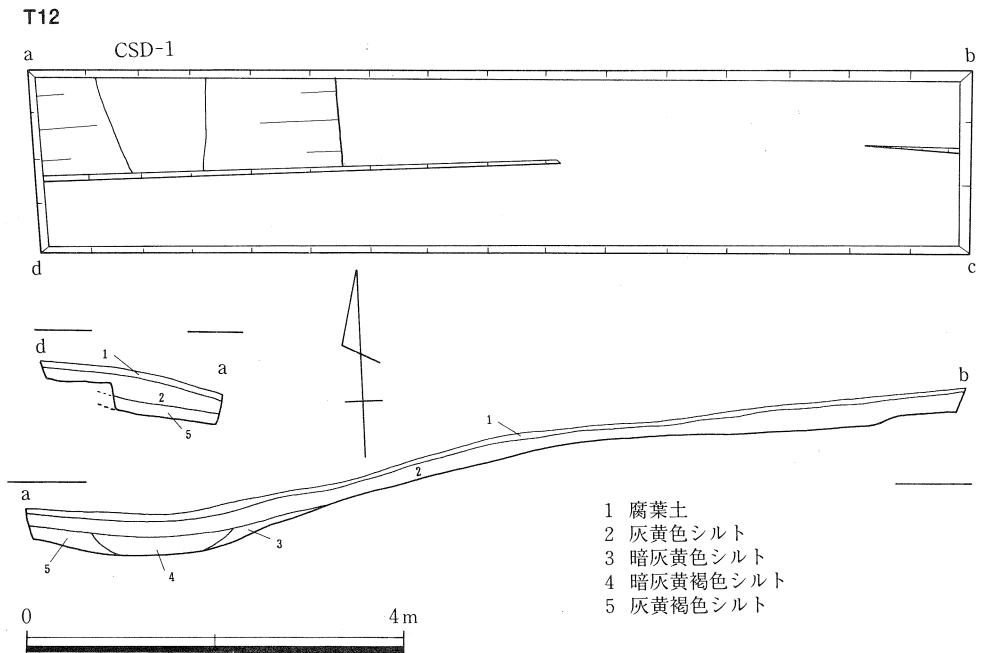 T12
a CSD-1 b
d c
d 1 a
2
5
b
1
2
a
3
5 4
1 腐葉土
2 灰黄色シルト
3 暗灰黄色シルト
4 暗灰黄褐色シルト
5 灰黄褐色シルト
0 4m